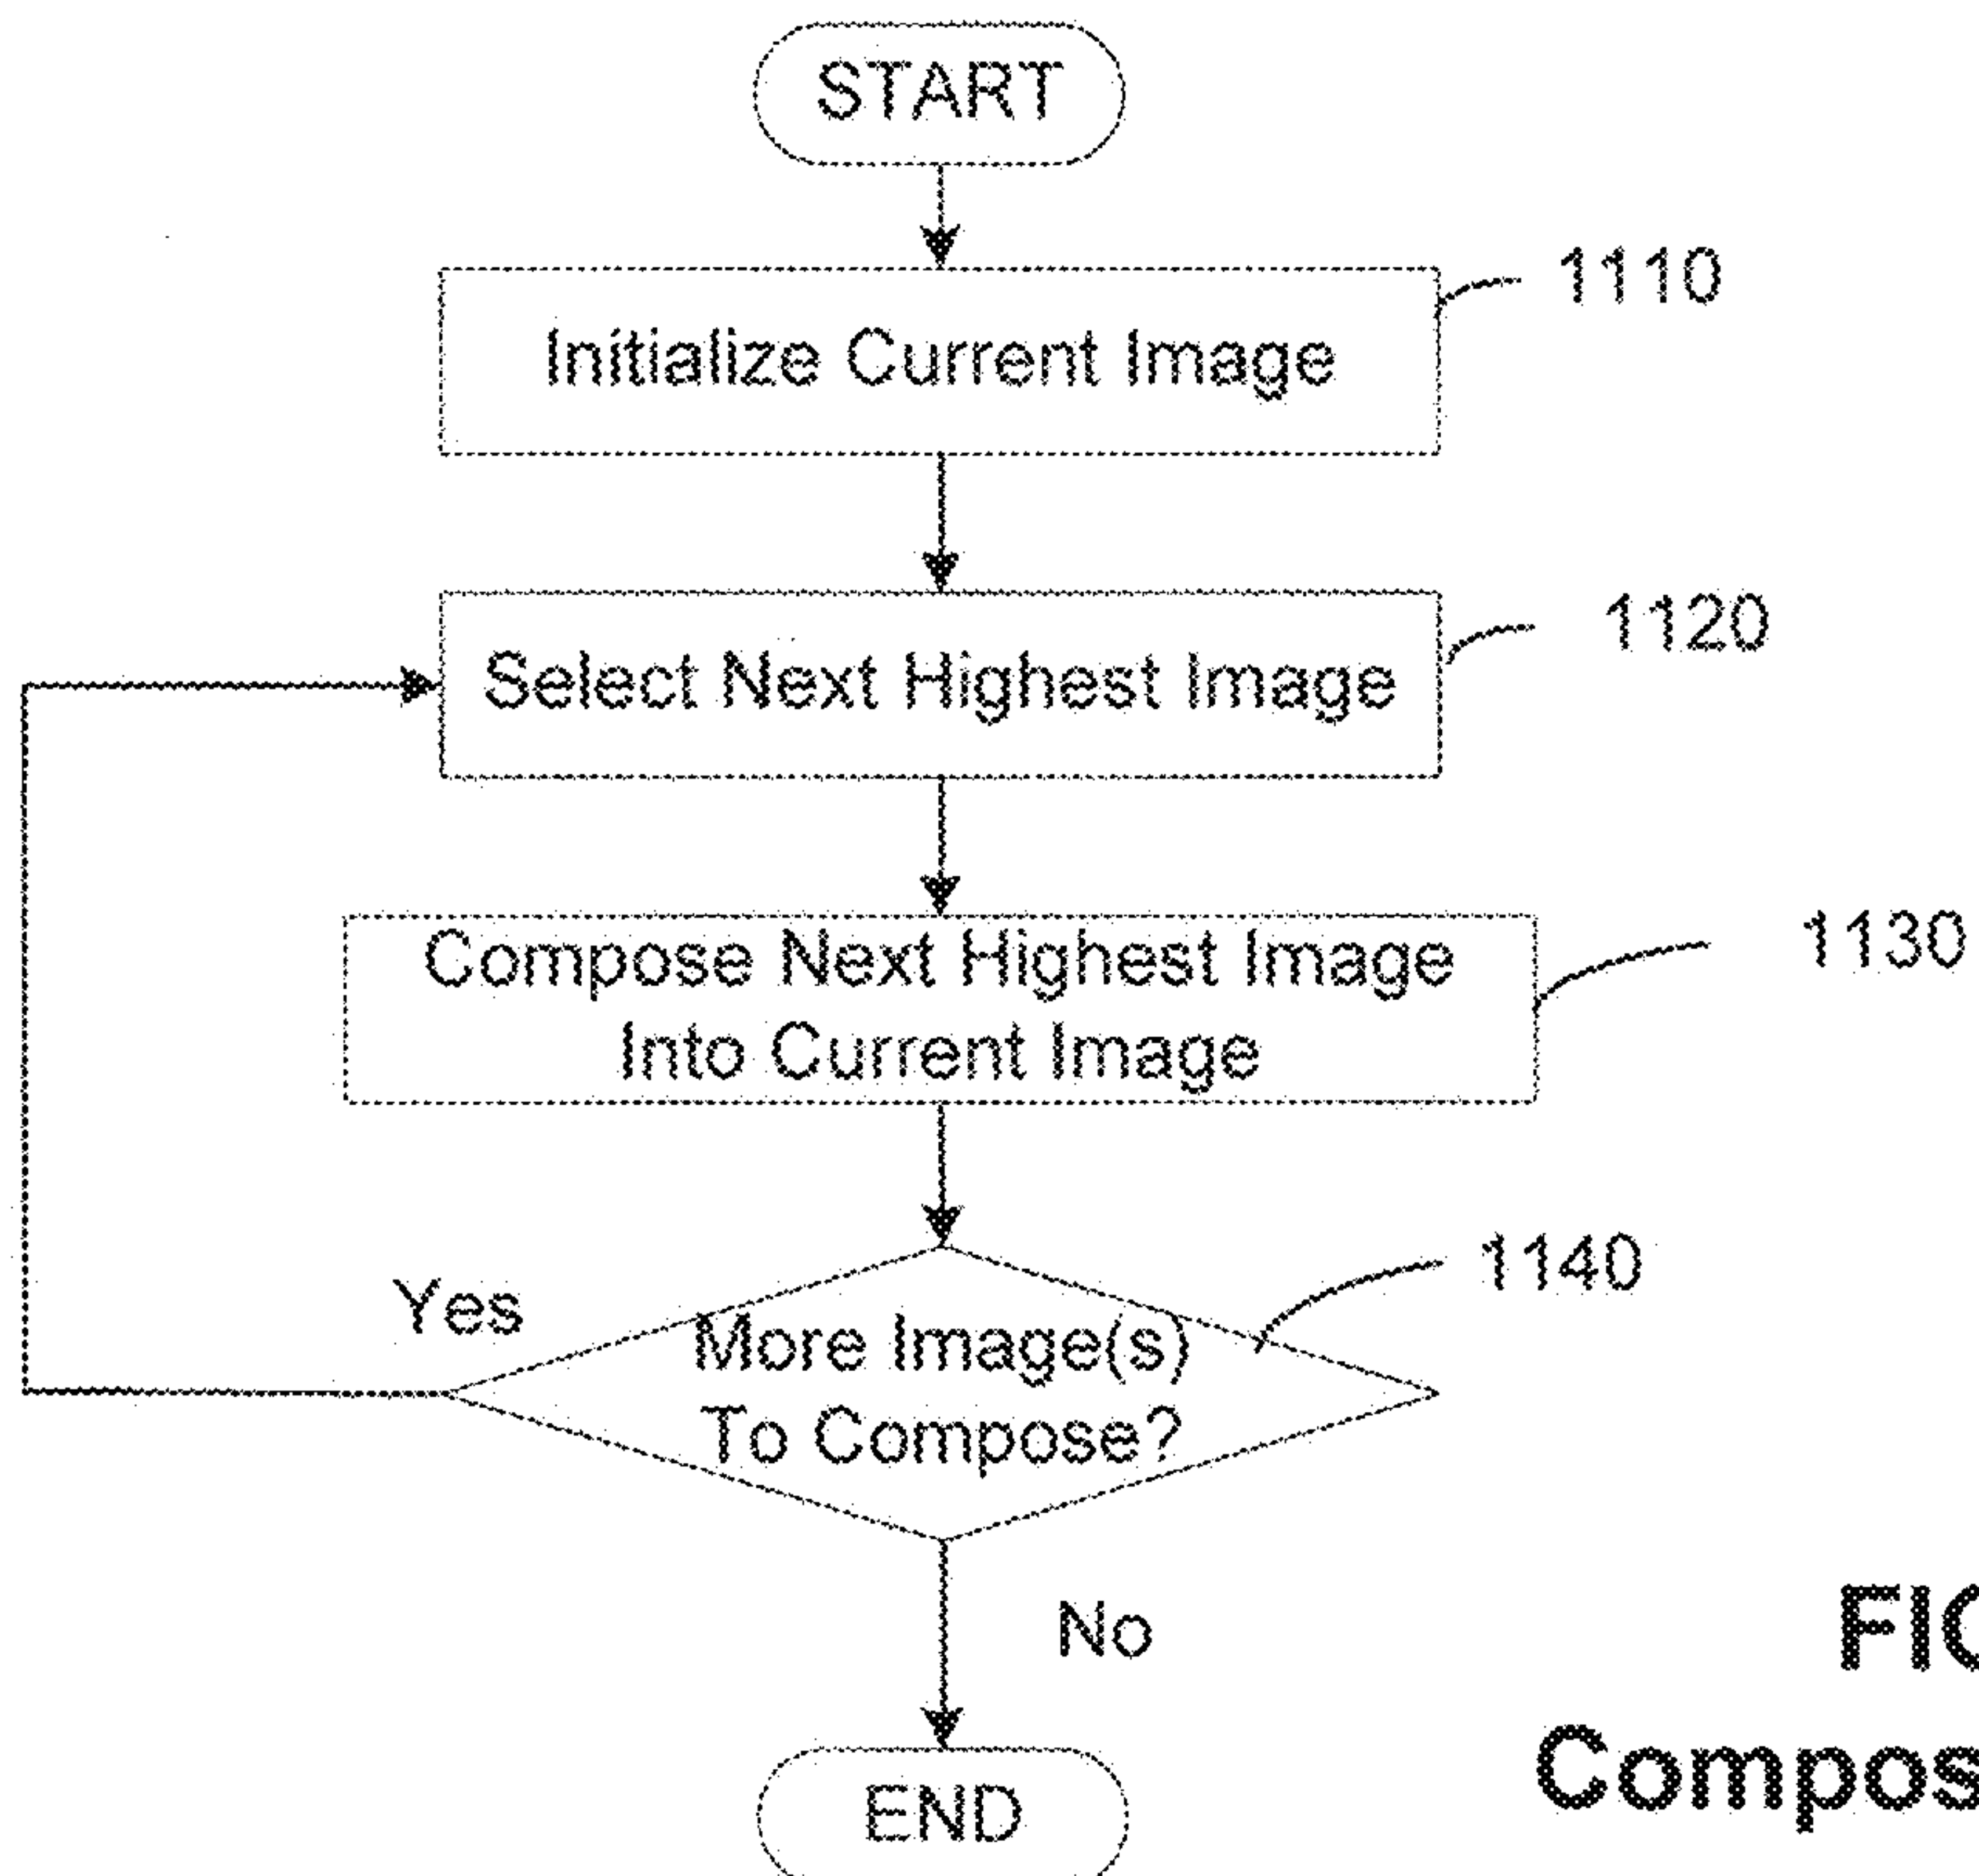 START
Initialize Current Image
1110
Select Next Highest Image
1120
Compose Next Highest Image
Into Current Image
1130
More Image(s)
To Compose?
1140
Yes
No
END